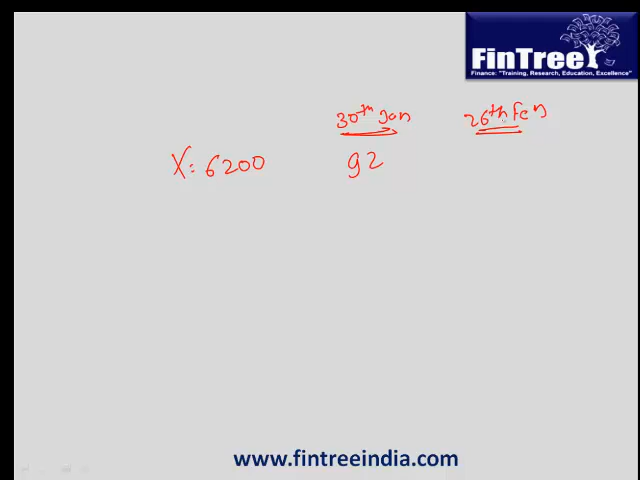 FinTree
Finance: "Training, Research, Education, Excellence"
30th Jan 26th Feb
X: 6200 92
www.fintreeindia.com